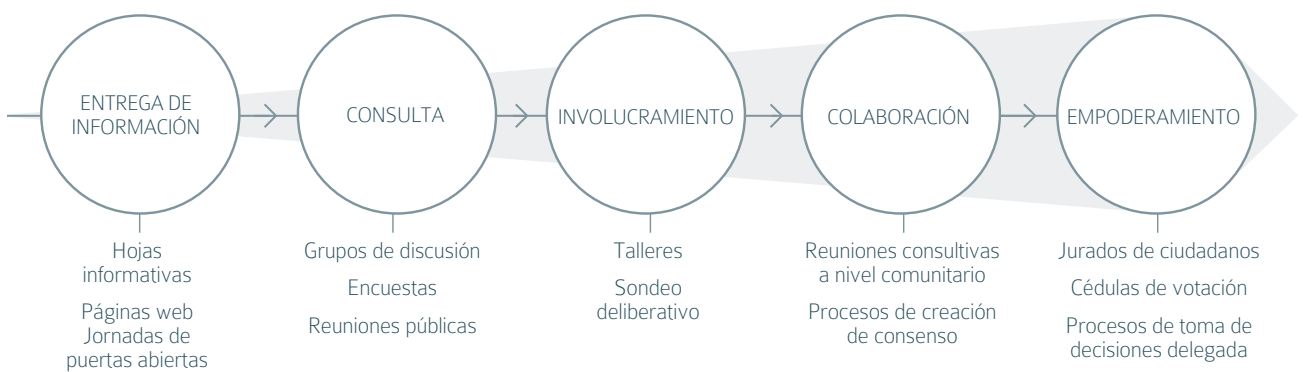 ENTREGA DE
INFORMACIÓN
CONSULTA
INVOLUCRAMIENTO
COLABORACIÓN
EMPODERAMIENTO
Hojas
informativas
Páginas web
Jornadas de
puertas abiertas
Grupos de discusión
Encuestas
Reuniones públicas
Talleres
Sondeo
deliberativo
Reuniones consultivas
a nivel comunitario
Procesos de creación
de consenso
Jurados de ciudadanos
Cédulas de votación
Procesos de toma de
decisiones delegada